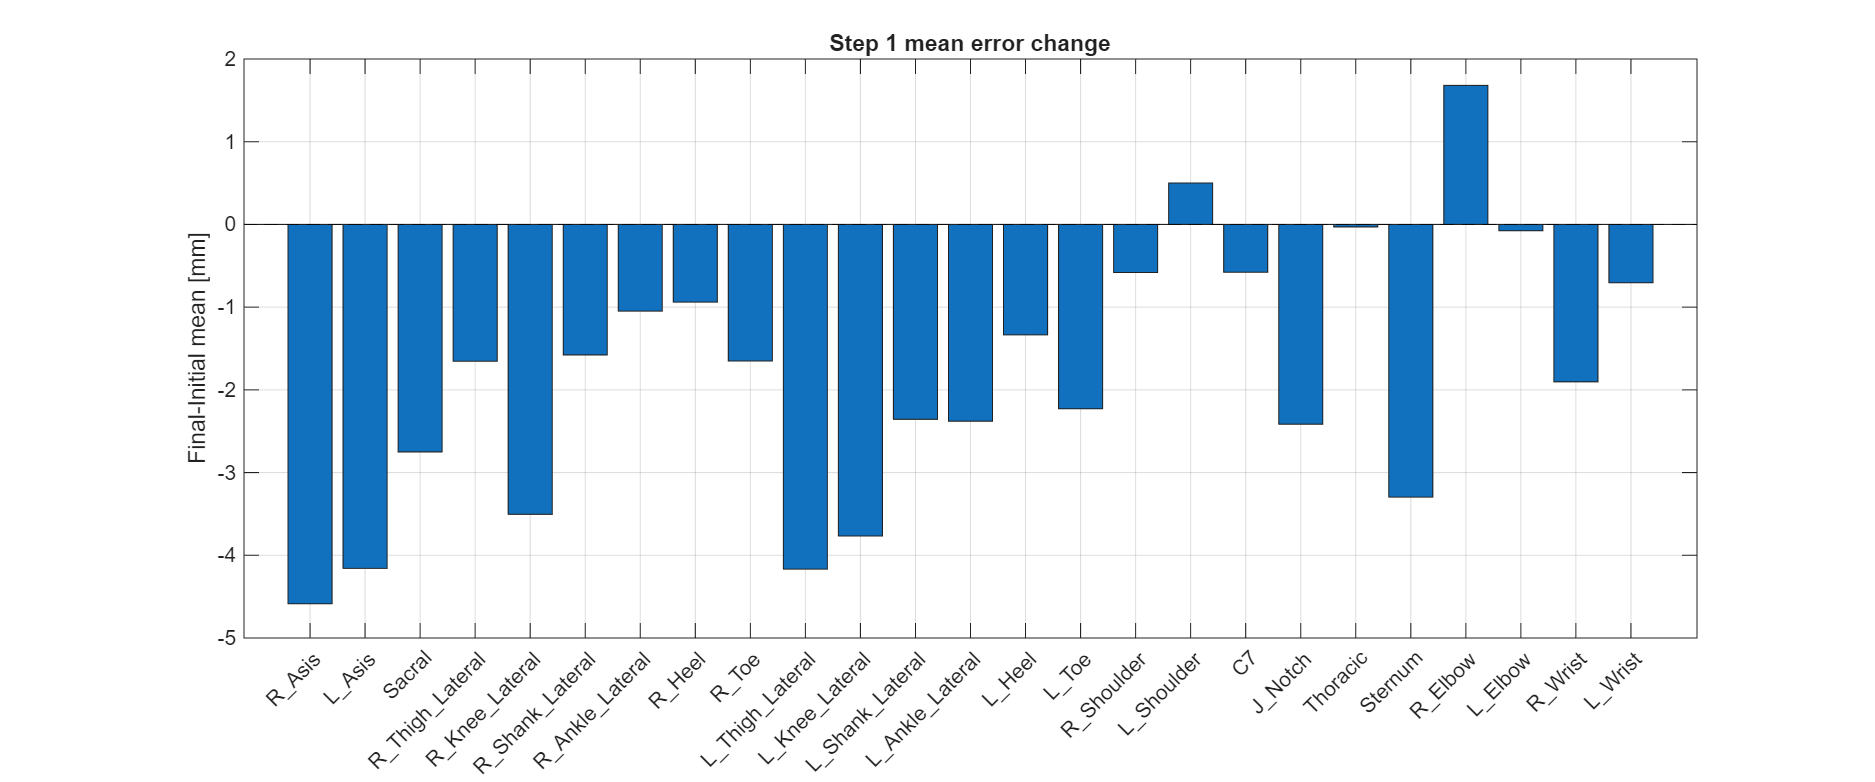 Step 1 mean error change
Final-Initial mean [mm]
2
1
0
-1
-2
-3
-4
-5
R_Asis
L_Asis
Sacral
R_Thigh_Lateral
R_Knee_Lateral
R_Shank_Lateral
R_Ankle_Lateral
R_Heel
R_Toe
L_Thigh_Lateral
L_Knee_Lateral
L_Shank_Lateral
L_Ankle_Lateral
L_Heel
L_Toe
R_Shoulder
L_Shoulder
C7
J_Notch
Thoracic
Sternum
R_Elbow
L_Elbow
R_Wrist
L_Wrist